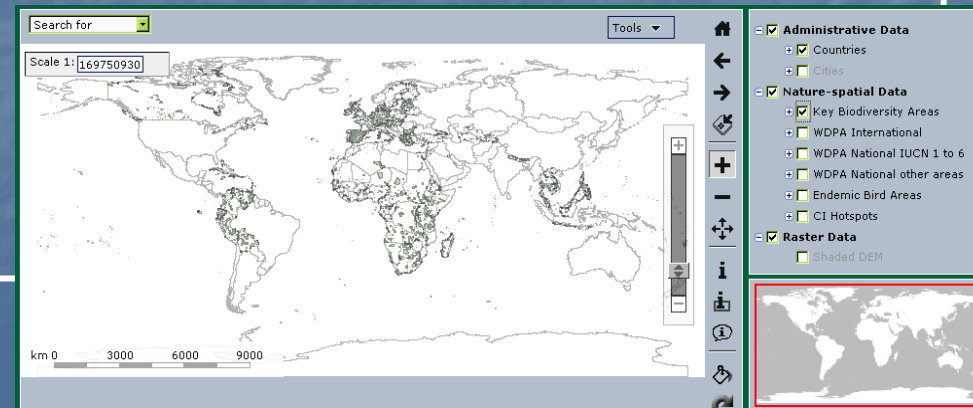 Search for
Tools
Scale 1: 169750930
km 0 3000 6000 9000
Administrative Data
Countries
Cities
Nature-spatial Data
Key Biodiversity Areas
WDPA International
WDPA National IUCN 1 to 6
WDPA National other areas
Endemic Bird Areas
CI Hotspots
Raster Data
Shaded DEM